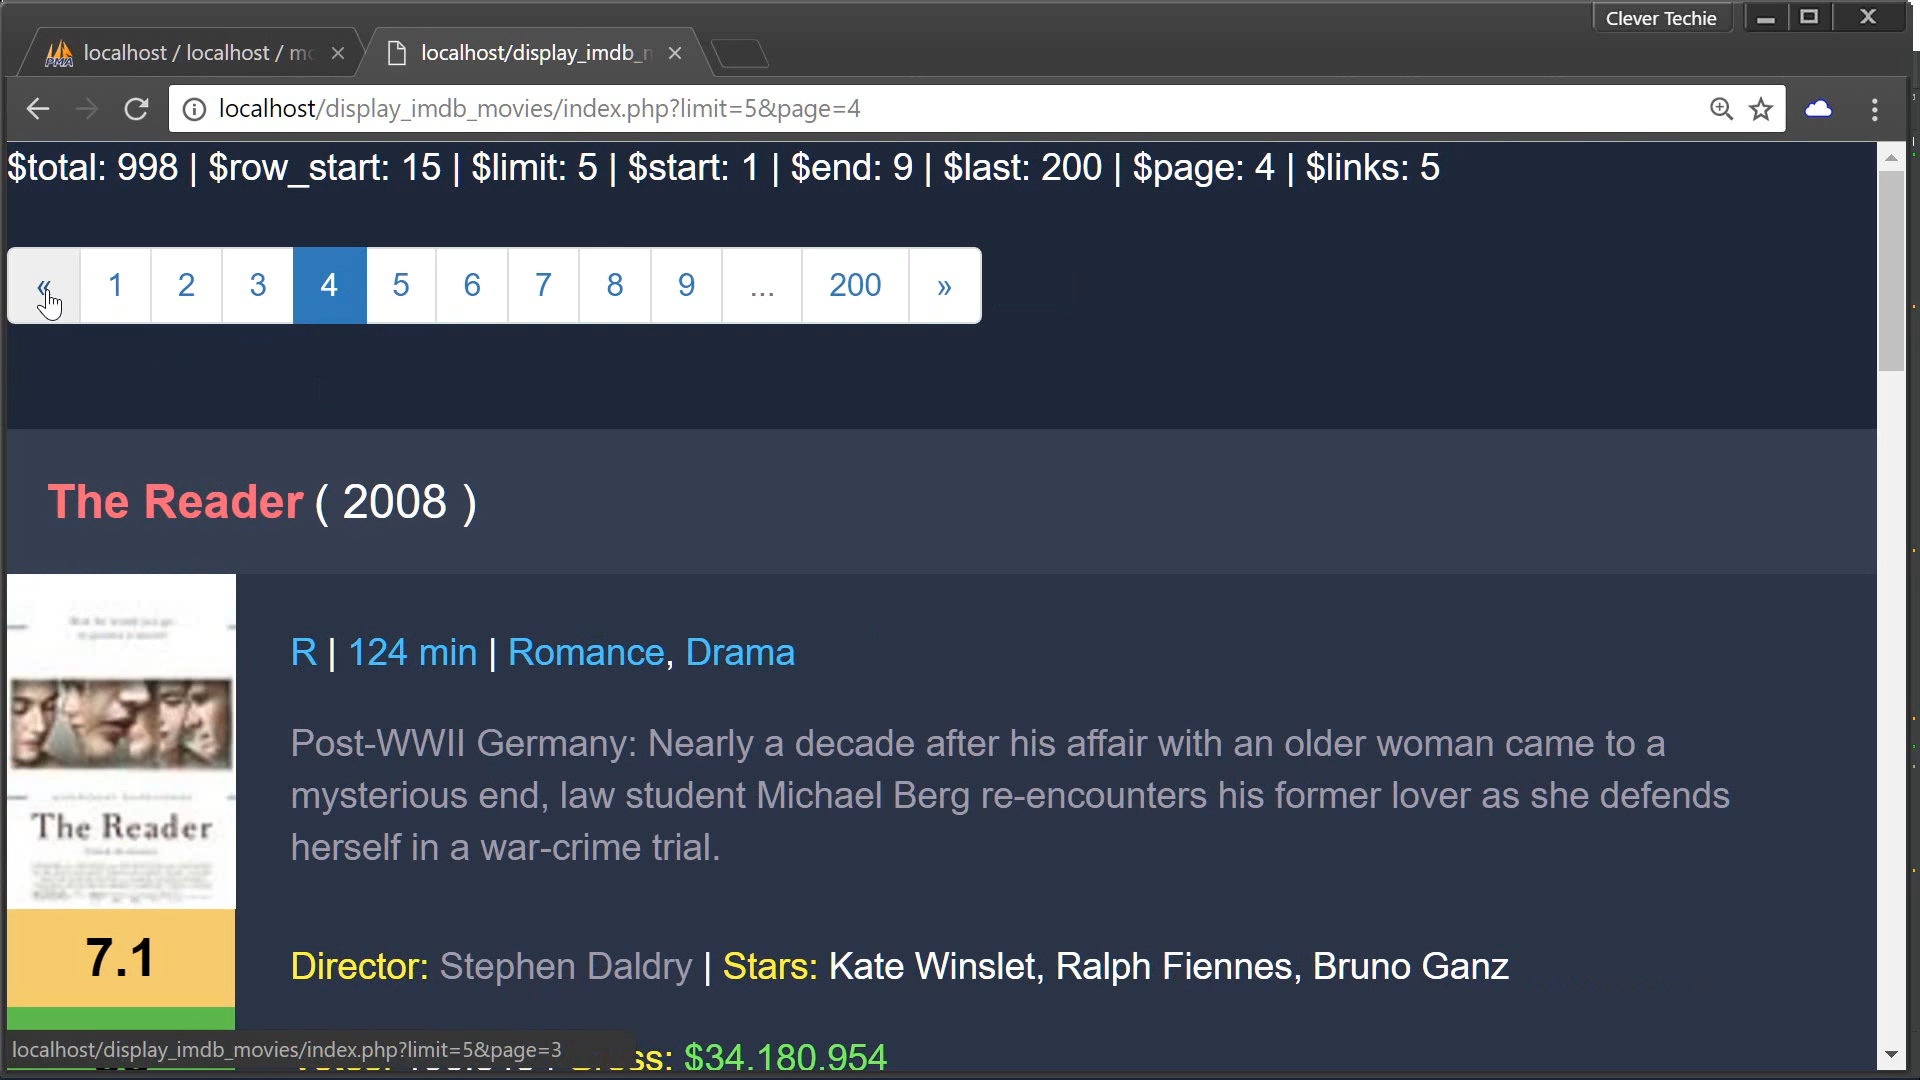 Clever Techie
localhost / localhost / mo
localhost/display_imdb_m
localhost/display_imdb_movies/index.php?limit=5&page=4
$total: 998 | $row_start: 15 | $limit: 5 | $start: 1 | $end: 9 | $last: 200 | $page: 4 | $links: 5
« 1 2 3 4 5 6 7 8 9 ... 200 »
The Reader ( 2008 )
R | 124 min | Romance, Drama
Post-WWII Germany: Nearly a decade after his affair with an older woman came to a
mysterious end, law student Michael Berg re-encounters his former lover as she defends
herself in a war-crime trial.
The Reader
7.1
Director: Stephen Daldry | Stars: Kate Winslet, Ralph Fiennes, Bruno Ganz
$34.180.954
localhost/display_imdb_movies/index.php?limit=5&page=3